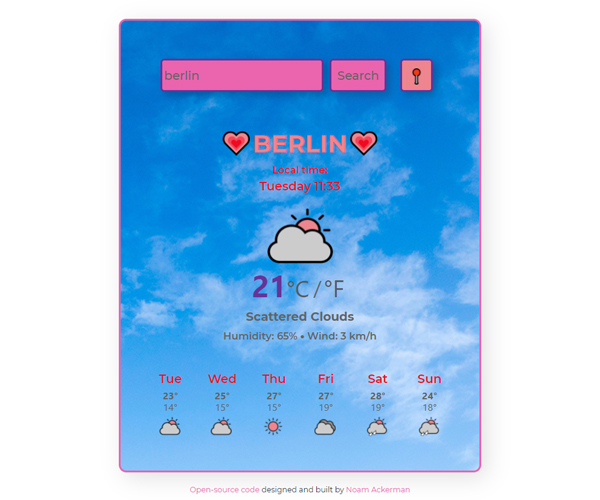 berlin Search
BERLIN
Local time:
Tuesday 11:33
21°C / °F
Scattered Clouds
Humidity: 65% • Wind: 3 km/h
Tue Wed Thu Fri Sat Sun
23° 25° 27° 27° 28° 24°
14° 15° 15° 19° 19° 18°
Open-source code designed and built by Noam Ackerman